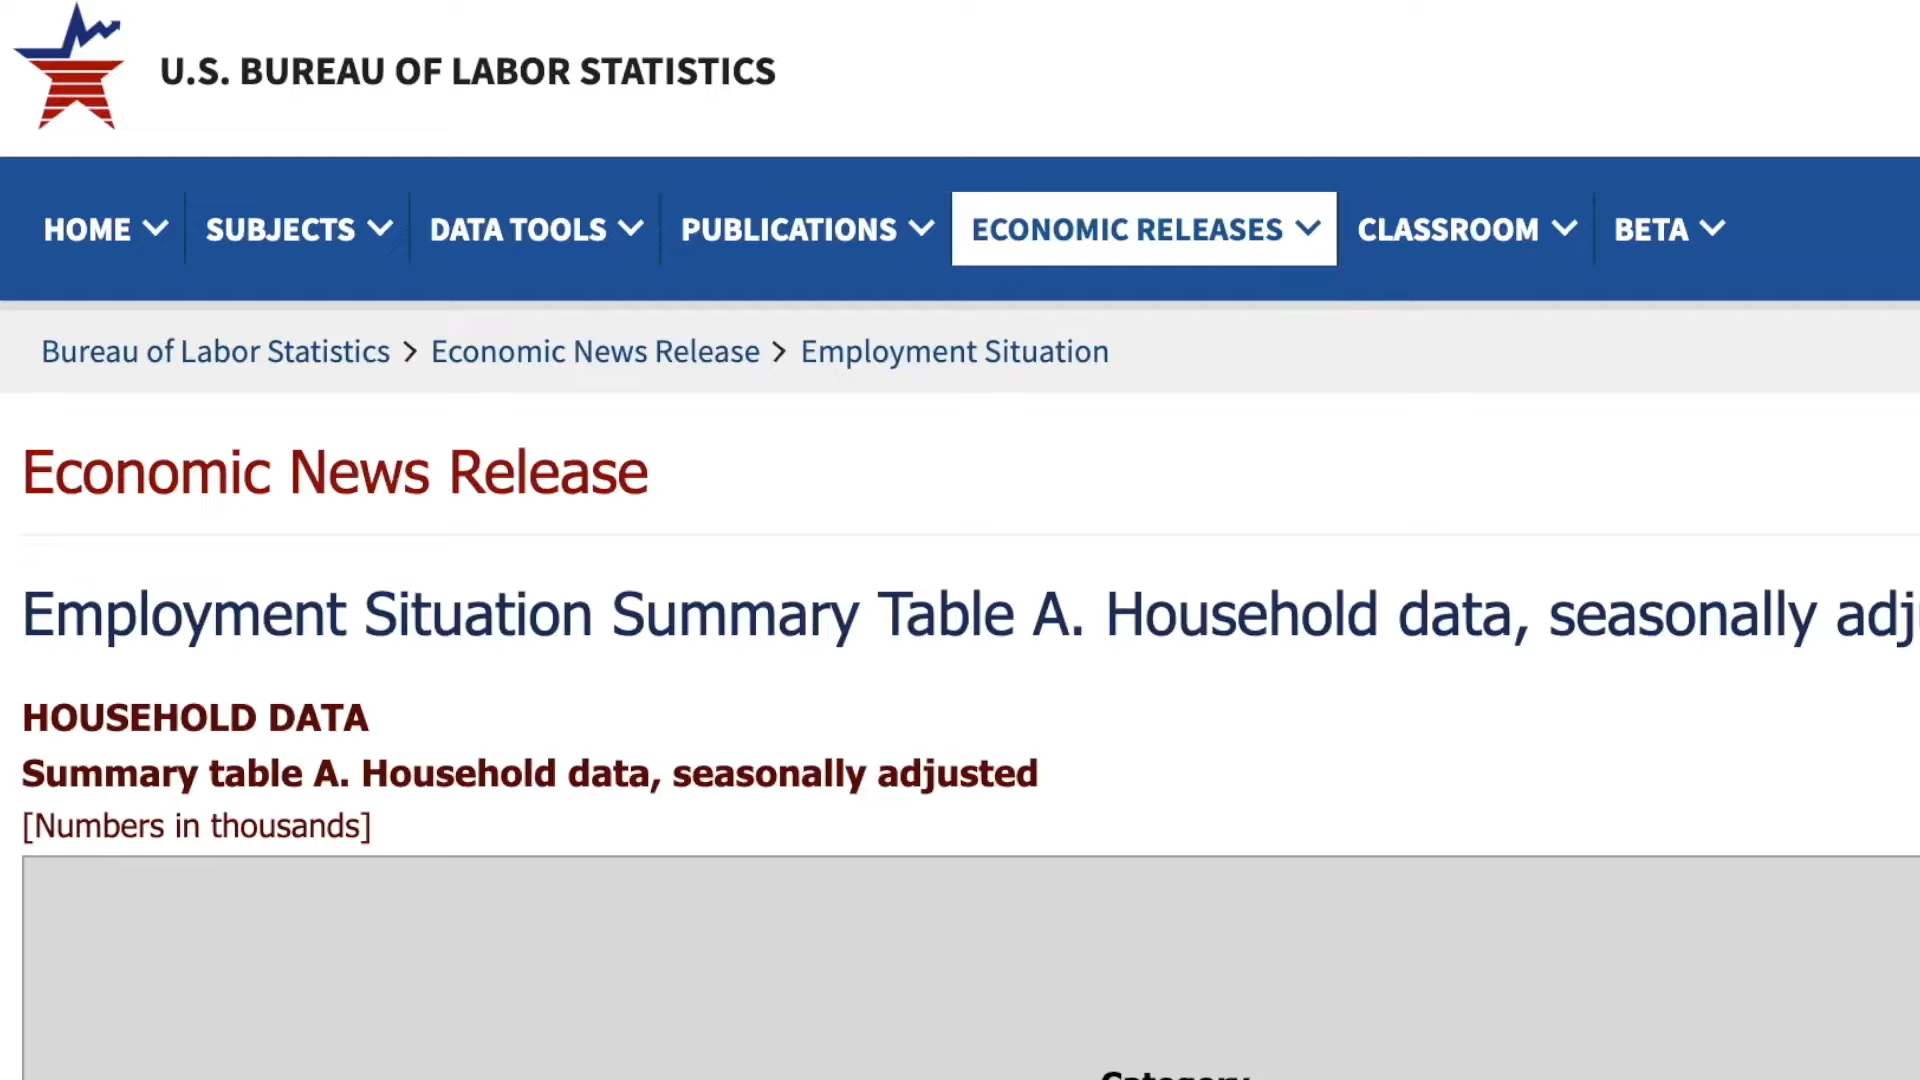 U.S. BUREAU OF LABOR STATISTICS
HOME SUBJECTS DATA TOOLS PUBLICATIONS ECONOMIC RELEASES CLASSROOM BETA
Bureau of Labor Statistics > Economic News Release > Employment Situation
Economic News Release
Employment Situation Summary Table A. Household data, seasonally adj
HOUSEHOLD DATA
Summary table A. Household data, seasonally adjusted
[Numbers in thousands]
Category